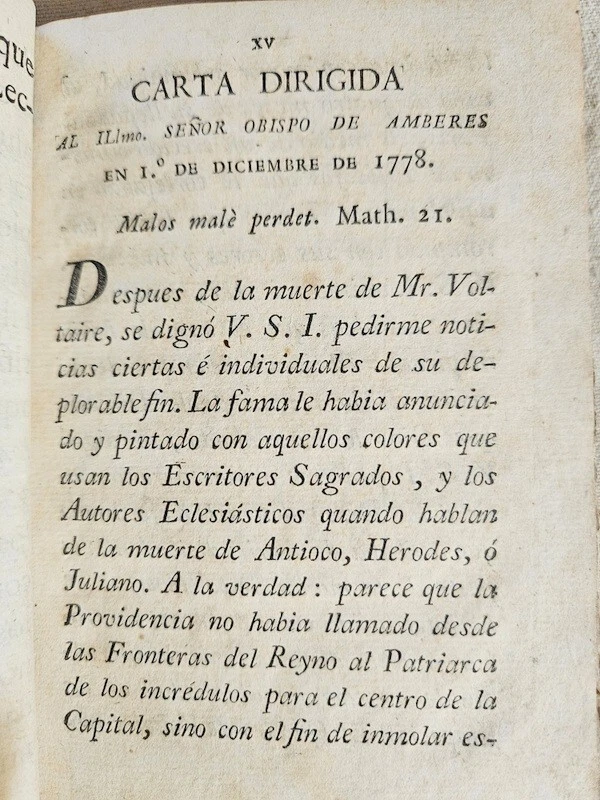 que
Lec-
XV
CARTA DIRIGIDA
AL ILlmo. SEÑOR OBISPO DE AMBERES
EN 1.º DE DICIEMBRE DE 1778.
Malos malè perdet. Math. 21.
Despues de la muerte de Mr. Vol-
taire, se dignó V. S. I. pedirme noti-
cias ciertas é individuales de su de-
plorable fin. La fama le habia anuncia-
do y pintado con aquellos colores que
usan los Escritores Sagrados, y los
Autores Eclesiásticos quando hablan
de la muerte de Antioco, Herodes, ó
Juliano. A la verdad: parece que la
Providencia no habia llamado desde
las Fronteras del Reyno al Patriarca
de los incrédulos para el centro de la
Capital, sino con el fin de inmolar es-